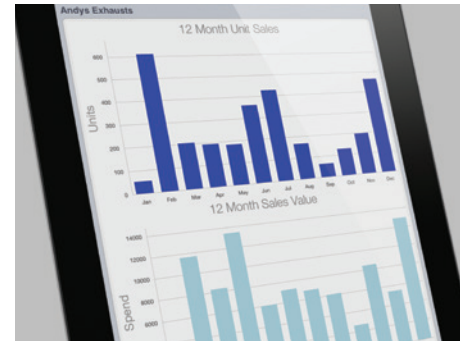 Andys Exhausts
12 Month Unit Sales
Units
600
500
400
300
200
100
0
Jan
Feb
Mar
Apr
May
Jun
Jul
Aug
Sep
Oct
Nov
Dec
12 Month Sales Value
Spend
14000
12000
10000
8000
6000